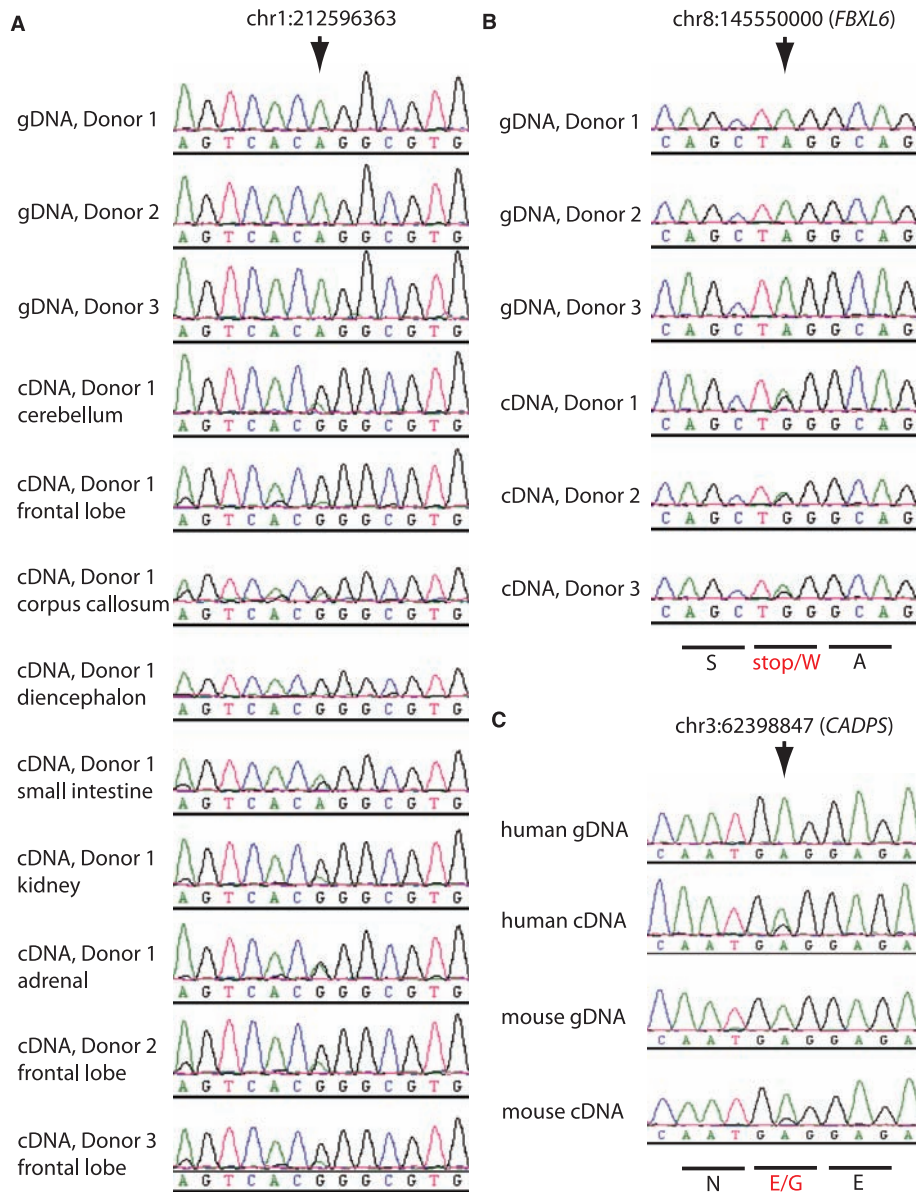 A
chr1:212596363
gDNA, Donor 1
A G T C A C A G G C G T G
gDNA, Donor 2
A G T C A C A G G C G T G
gDNA, Donor 3
A G T C A C A G G C G T G
cDNA, Donor 1
cerebellum
A G T C A C G G G C G T G
cDNA, Donor 1
frontal lobe
A G T C A C G G G C G T G
cDNA, Donor 1
corpus callosum
A G T C A C G G G C G T G
cDNA, Donor 1
diencephalon
A G T C A C G G G C G T G
cDNA, Donor 1
small intestine
A G T C A C A G G C G T G
cDNA, Donor 1
kidney
A G T C A C G G G C G T G
cDNA, Donor 1
adrenal
A G T C A C G G G C G T G
cDNA, Donor 2
frontal lobe
A G T C A C G G G C G T G
cDNA, Donor 3
frontal lobe
A G T C A C G G G C G T G
B
chr8:145550000 (FBXL6)
gDNA, Donor 1
C A G C T A G G C A G
gDNA, Donor 2
C A G C T A G G C A G
gDNA, Donor 3
C A G C T A G G C A G
cDNA, Donor 1
C A G C T G G G C A G
cDNA, Donor 2
C A G C T G G G C A G
cDNA, Donor 3
C A G C T G G G C A G
S stop/W A
C
chr3:62398847 (CADPS)
human gDNA
C A A T G A G G A G A
human cDNA
C A A T G A G G A G A
mouse gDNA
C A A T G A G G A G A
mouse cDNA
C A A T G A G G A G A
N E/G E